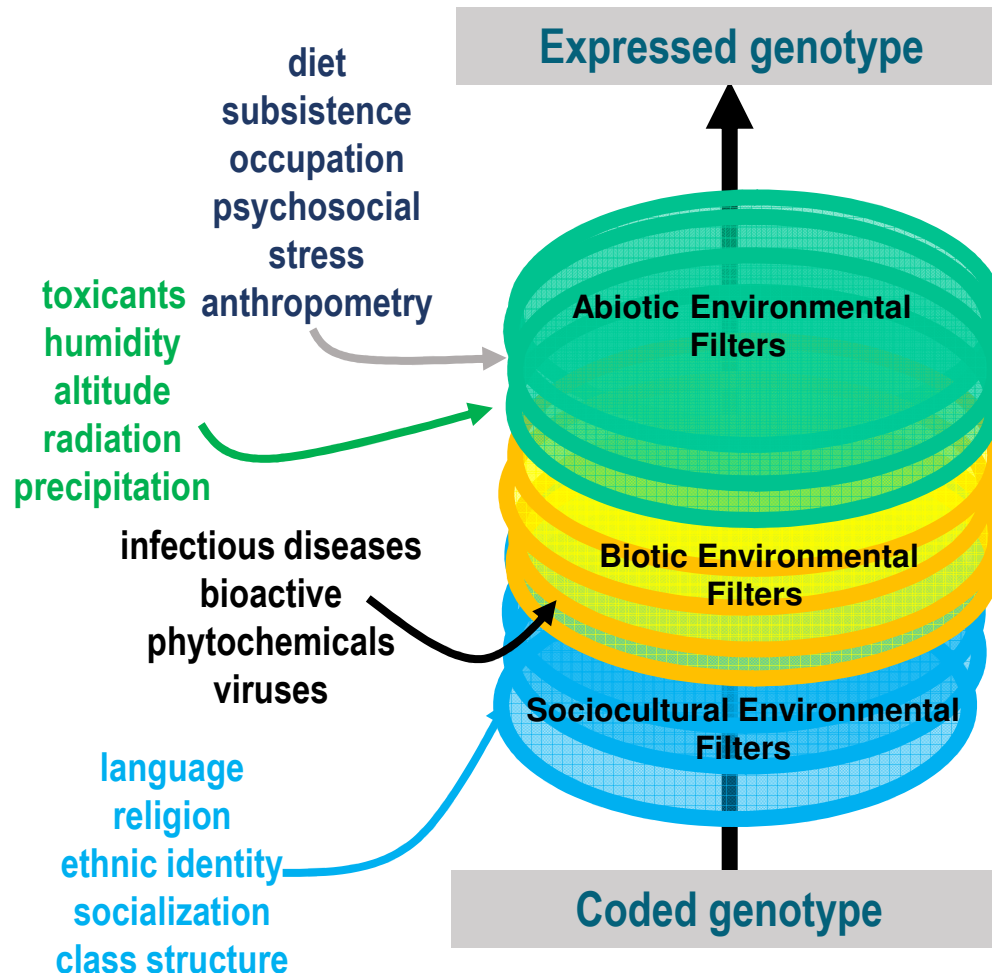 Expressed genotype
diet
subsistence
occupation
psychosocial
stress
anthropometry
toxicants
humidity
altitude
radiation
precipitation
Abiotic Environmental
Filters
infectious diseases
bioactive
phytochemicals
viruses
Biotic Environmental
Filters
Sociocultural Environmental
Filters
language
religion
ethnic identity
socialization
class structure
Coded genotype